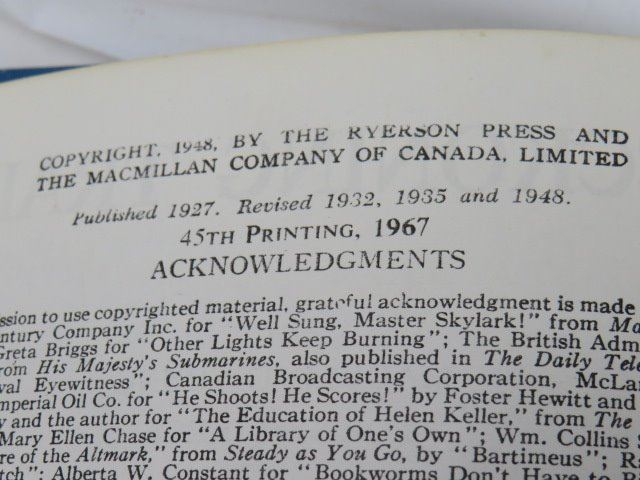 COPYRIGHT, 1948, BY THE RYERSON PRESS AND
THE MACMILLAN COMPANY OF CANADA, LIMITED
Published 1927. Revised 1932, 1935 and 1948.
45TH PRINTING, 1967
ACKNOWLEDGMENTS
ssion to use copyrighted material, grateful acknowledgment is made
entury Company Inc. for "Well Sung, Master Skylark!" from Ma
Greta Briggs for "Other Lights Keep Burning"; The British Adm
from His Majesty's Submarines, also published in The Daily Tele
val Eyewitness"; Canadian Broadcasting Corporation, McLa
mperial Oil Co. for "He Shoots! He Scores!" by Foster Hewitt and
y and the author for "The Education of Helen Keller," from The
Mary Ellen Chase for "A Library of One's Own"; Wm. Collins S
re of the Altmark," from Steady as You Go, by "Bartimeus"; Ra
tch"; Alberta W. Constant for "Bookworms Don't Have to Bi